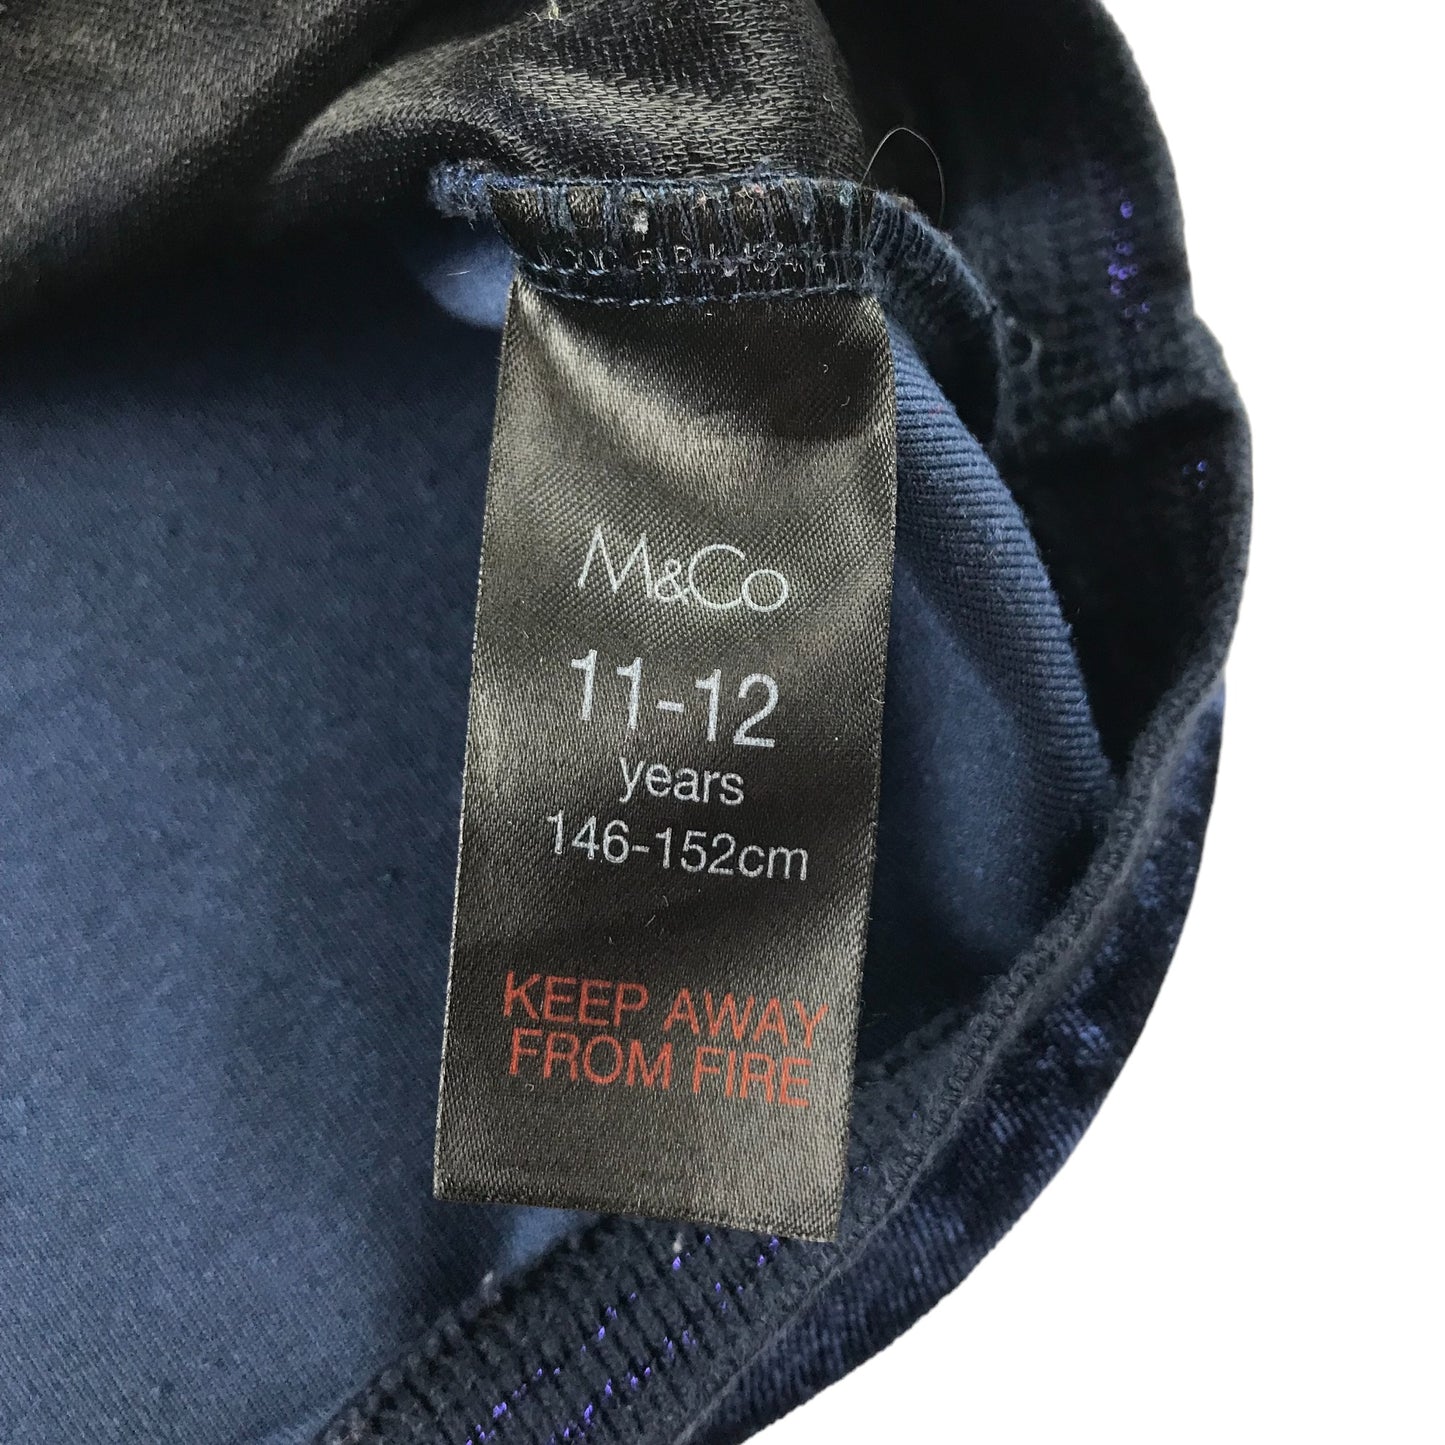 M&Co
11-12
years
146-152cm
KEEP AWAY
FROM FIRE